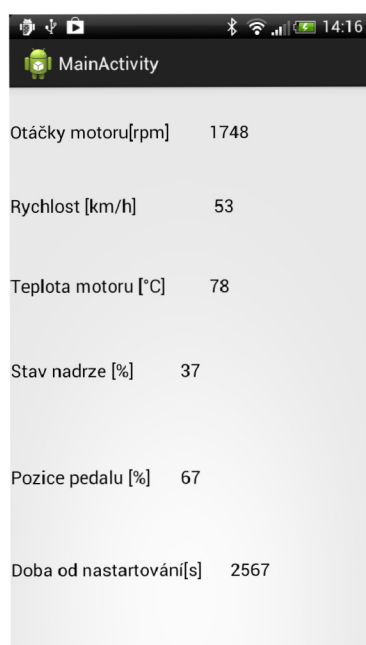 14:16
MainActivity
Otáčky motoru[rpm] 1748
Rychlost [km/h] 53
Teplota motoru [°C] 78
Stav nadrze [%] 37
Pozice pedalu [%] 67
Doba od nastartování[s] 2567